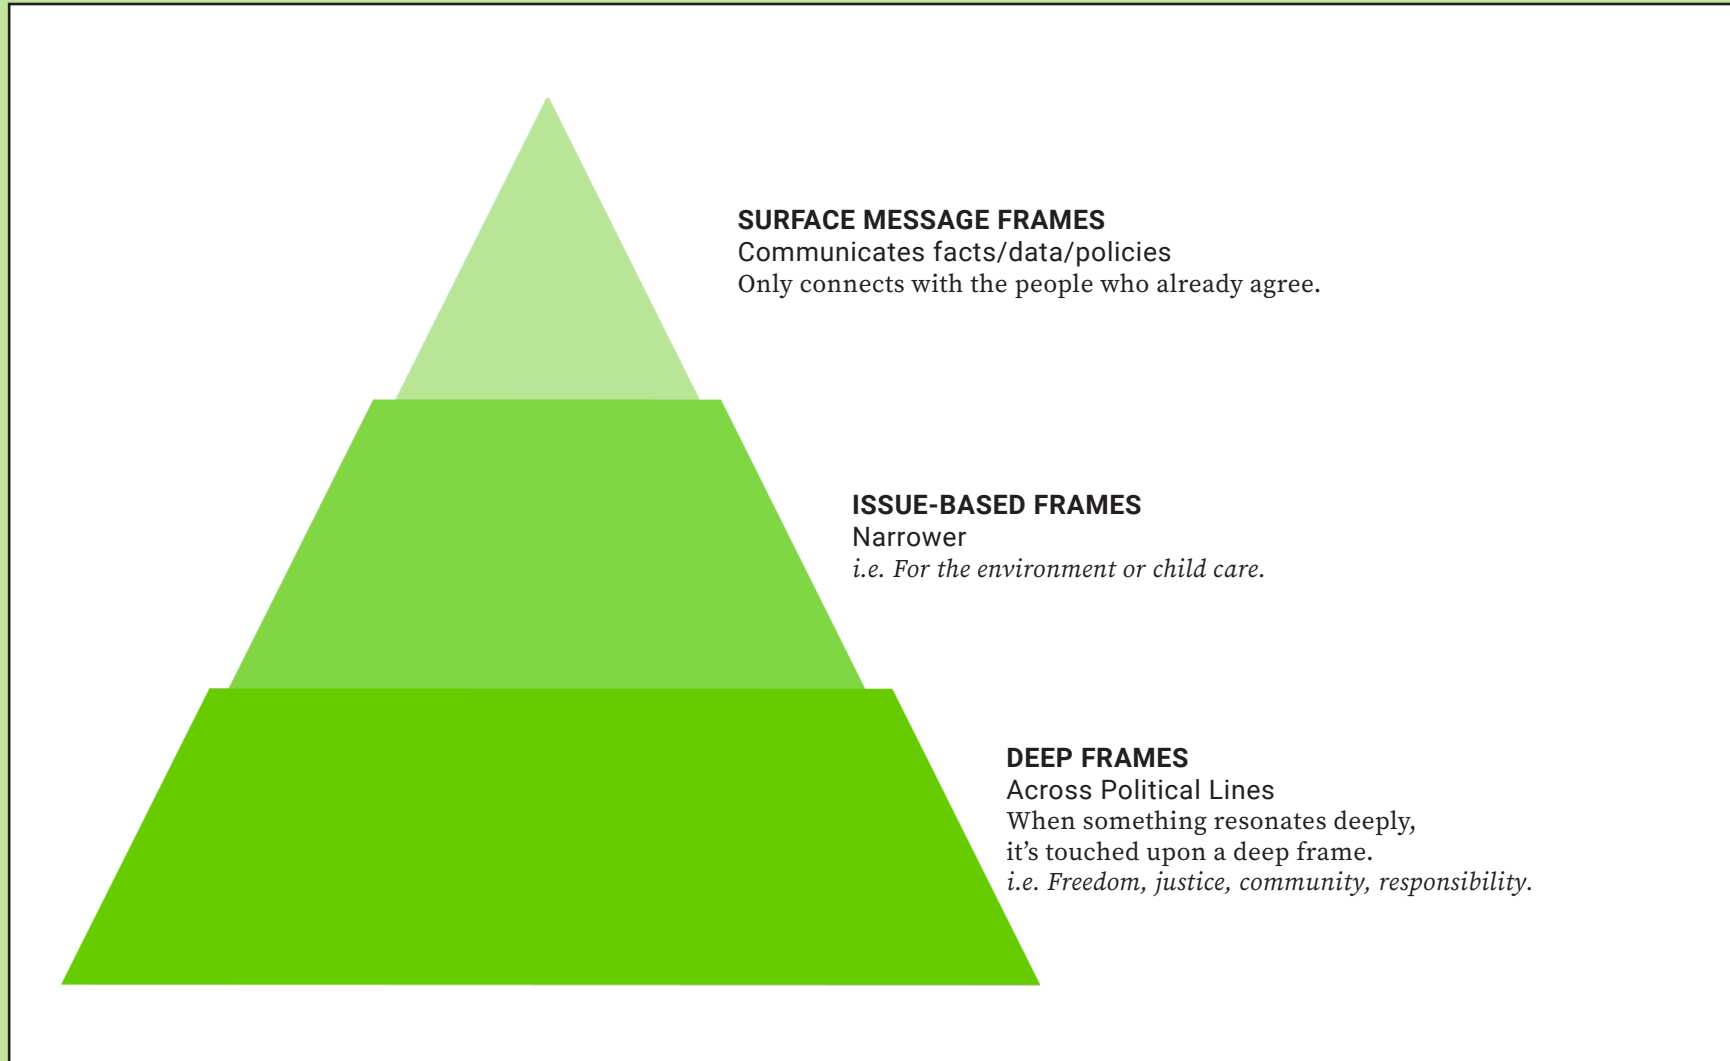 SURFACE MESSAGE FRAMES
Communicates facts/data/policies
Only connects with the people who already agree.
ISSUE-BASED FRAMES
Narrower
i.e. For the environment or child care.
DEEP FRAMES
Across Political Lines
When something resonates deeply,
it’s touched upon a deep frame.
i.e. Freedom, justice, community, responsibility.